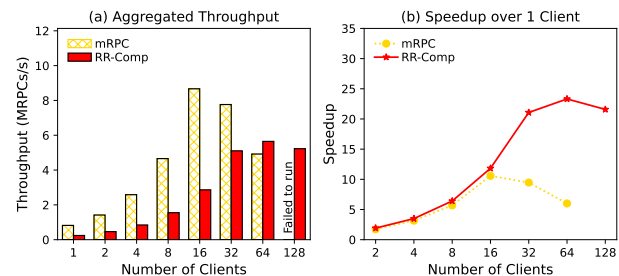 (a) Aggregated Throughput
Throughput (MRPCs/s)
12
10
8
6
4
2
0
mRPC
RR-Comp
Failed to run
1 2 4 8 16 32 64 128
Number of Clients
(b) Speedup over 1 Client
Speedup
35
30
25
20
15
10
5
0
mRPC
RR-Comp
2 4 8 16 32 64 128
Number of Clients